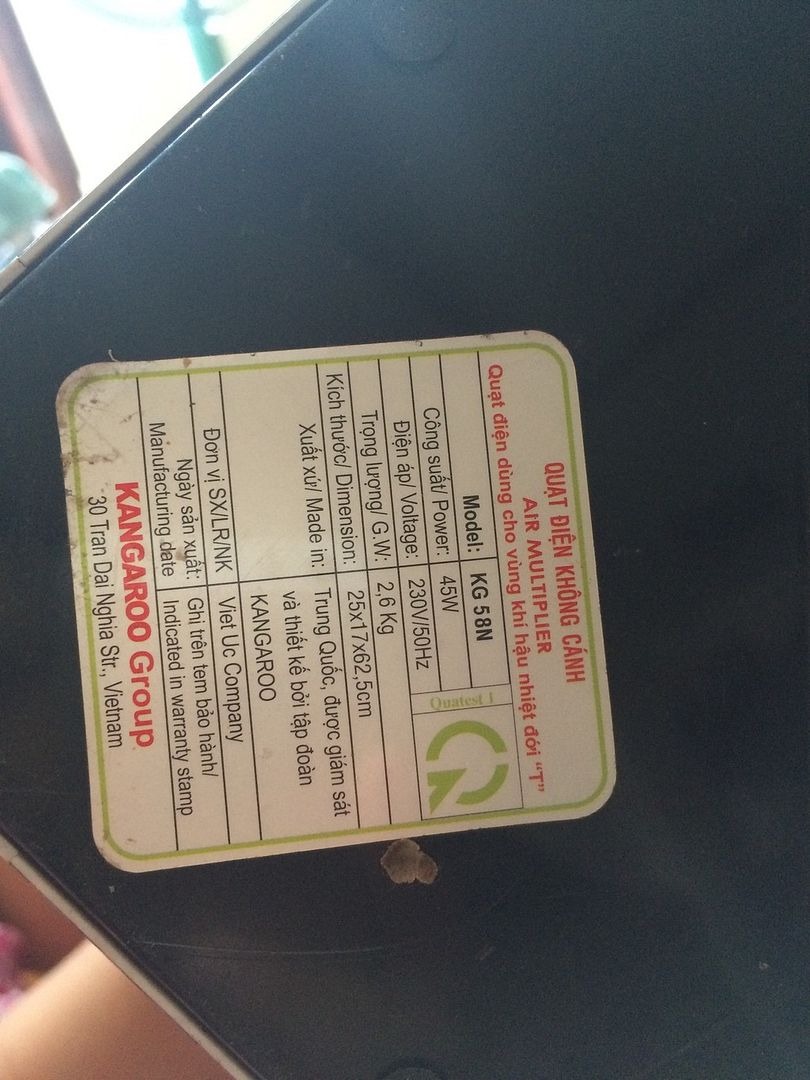 QUẠT ĐIỆN KHÔNG CÁNH
AIR MULTIPLIER
Quạt điện dùng cho vùng khí hậu nhiệt đới “T”
Model: KG 58N
Công suất/ Power: 45W
Điện áp/ Voltage: 230V/50Hz
Quatest 1
Trọng lượng/ G.W: 2,6 Kg
Kích thước/ Dimension: 25x17x62,5cm
Xuất xứ/ Made in: Trung Quốc, được giám sát
và thiết kế bởi tập đoàn
KANGAROO
Đơn vị SX/LR/NK Viet Uc Company
Ngày sản xuất: Ghi trên tem bảo hành/
Manufacturing date Indicated in warranty stamp
KANGAROO Group
30 Tran Dai Nghia Str., Vietnam